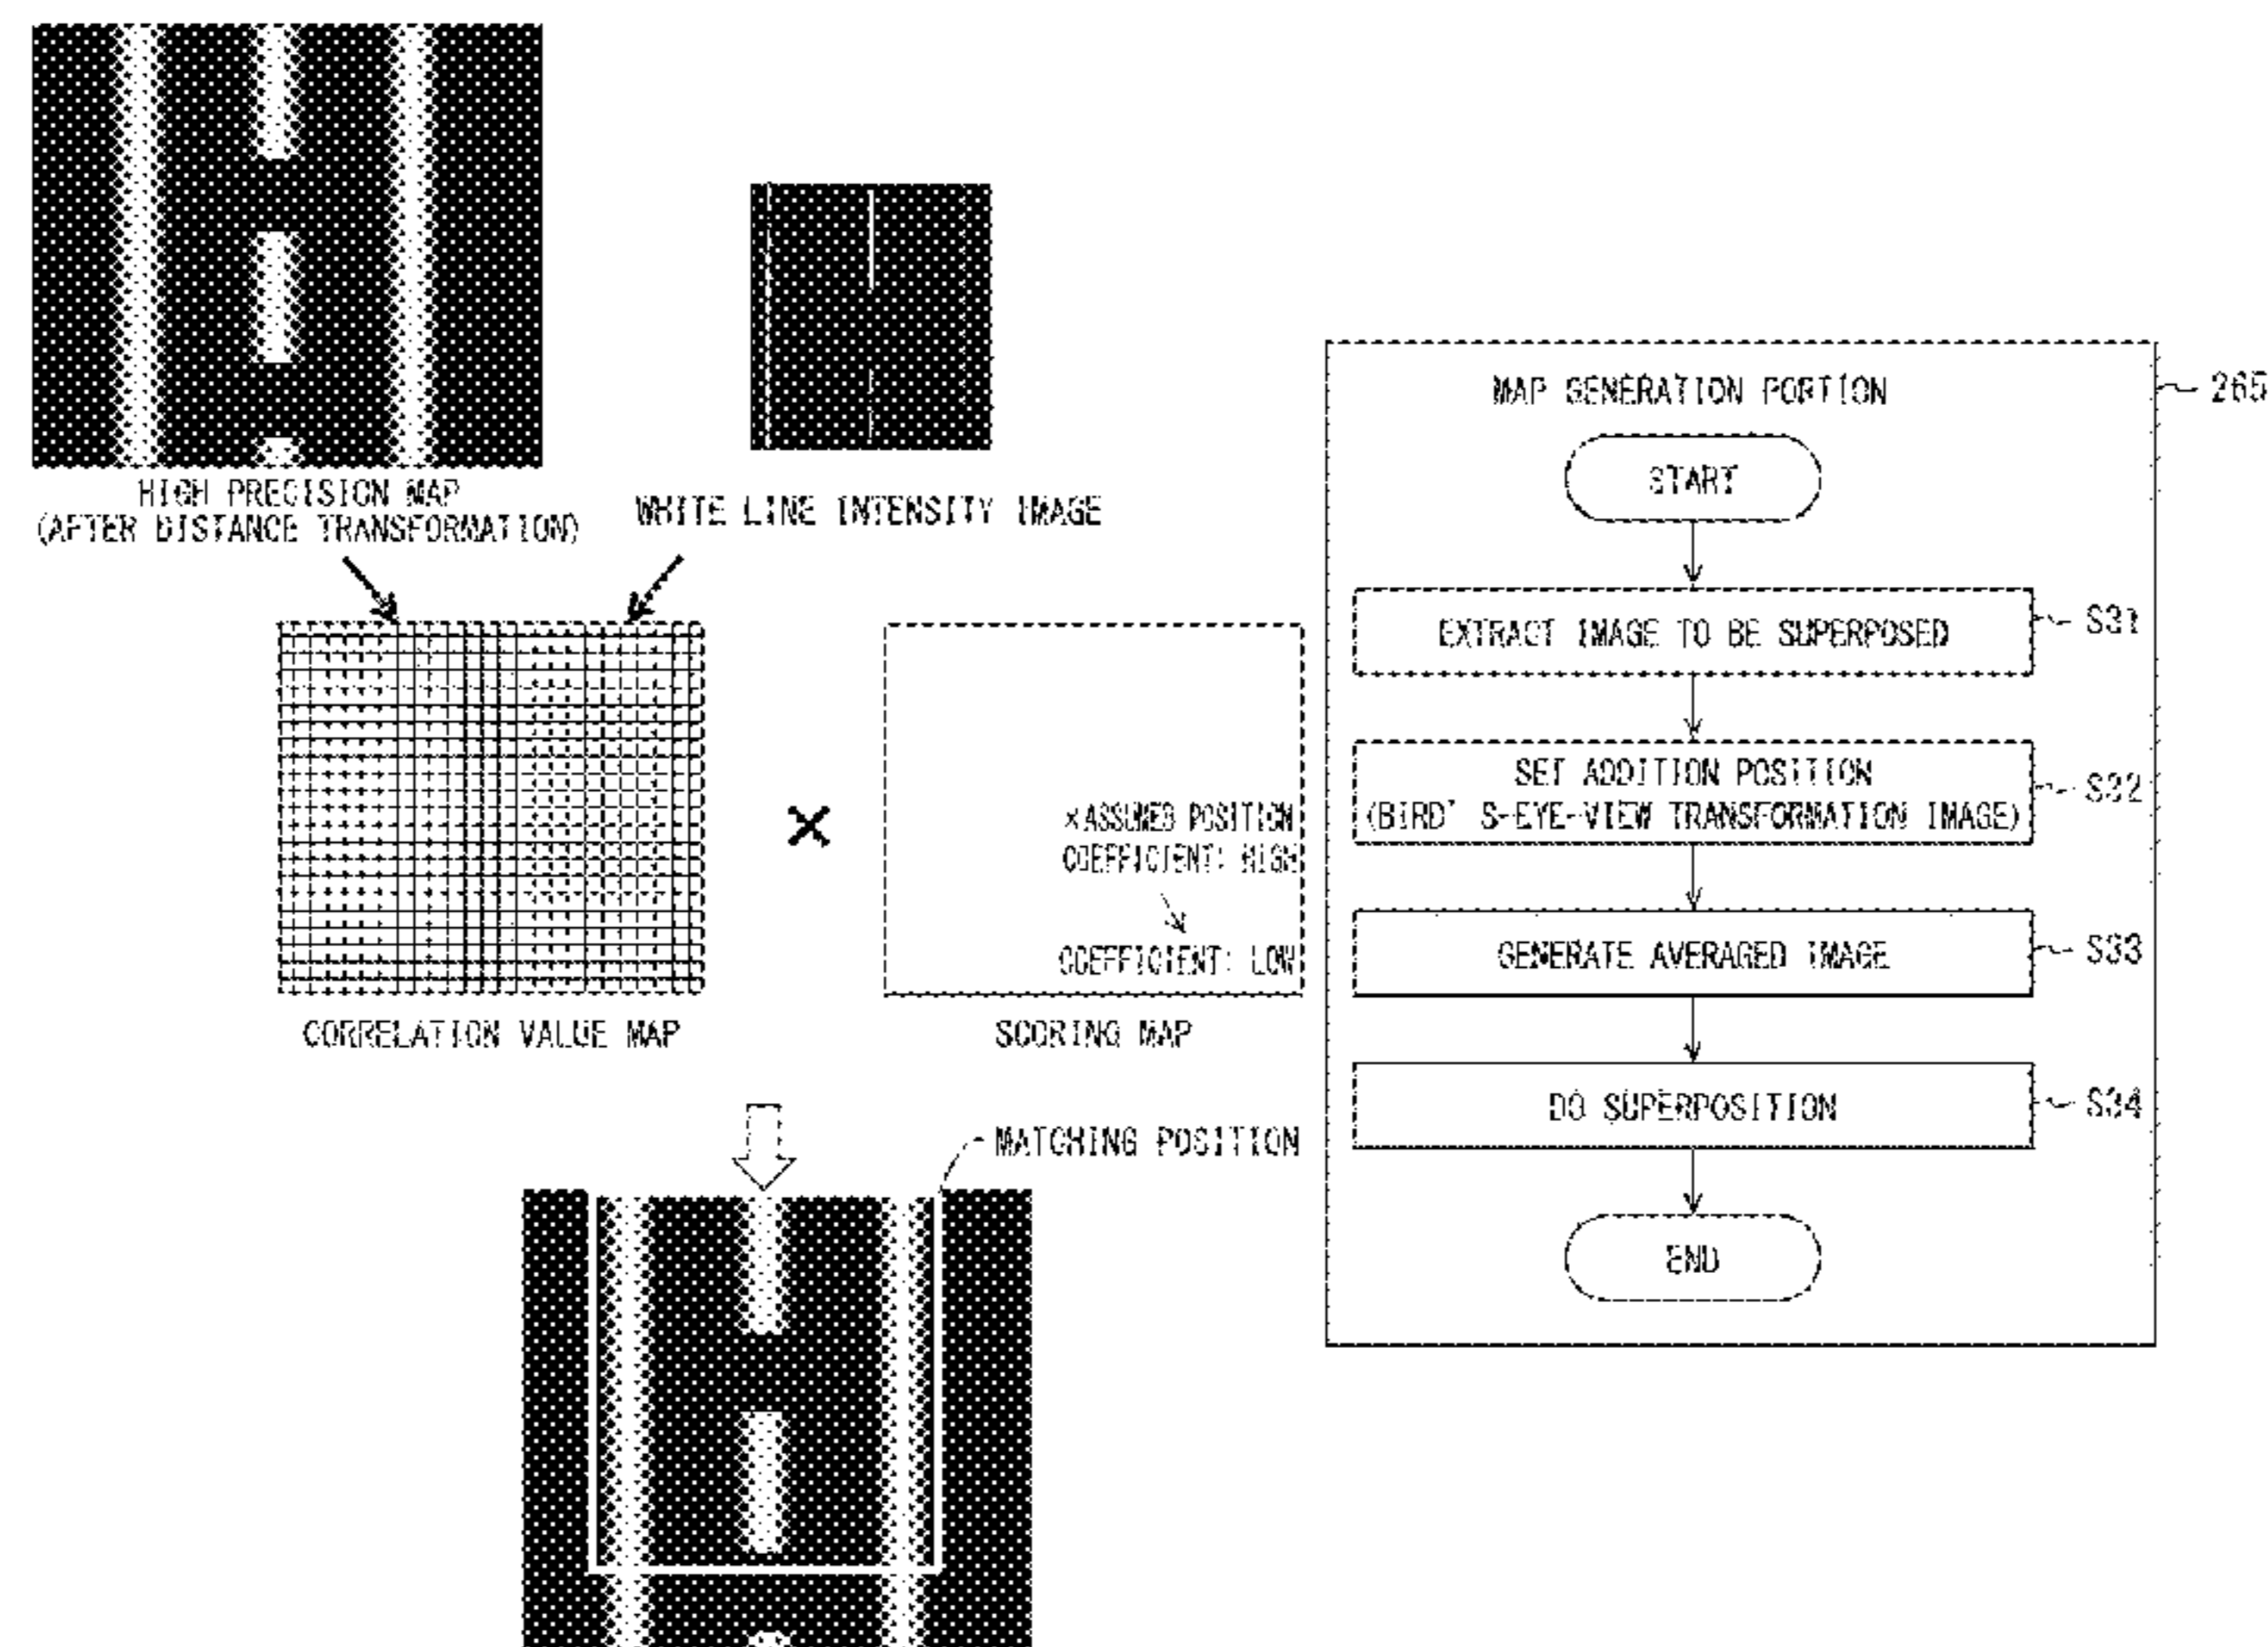 HIGH PRECISION MAP
(AFTER DISTANCE TRANSFORMATION)
WHITE LINE INTENSITY IMAGE
CORRELATION VALUE MAP
×
×ASSUMED POSITION
COEFFICIENT: HIGH
COEFFICIENT: LOW
SCORING MAP
MATCHING POSITION
MAP GENERATION PORTION
265
START
EXTRACT IMAGE TO BE SUPERPOSED
S31
SET ADDITION POSITION
(BIRD' S-EYE-VIEW TRANSFORMATION IMAGE)
S32
GENERATE AVERAGED IMAGE
S33
DO SUPERPOSITION
S34
END